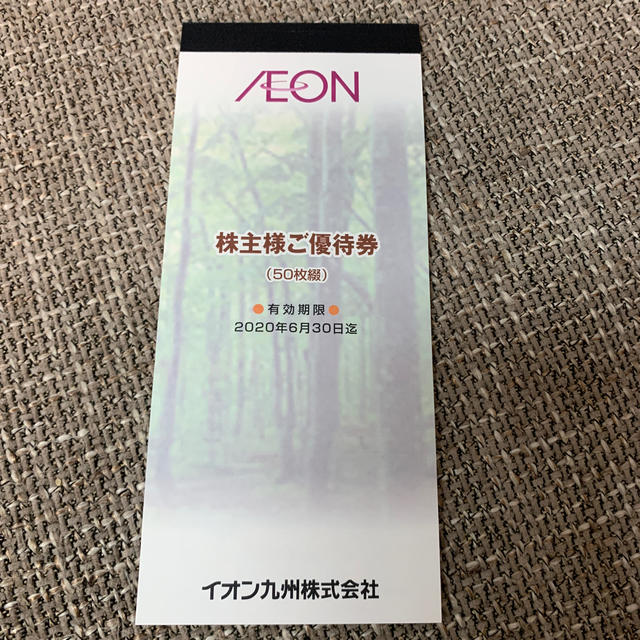 ÆON
株主様ご優待券
（50枚綴）
●有効期限●
2020年6月30日迄
イオン九州株式会社